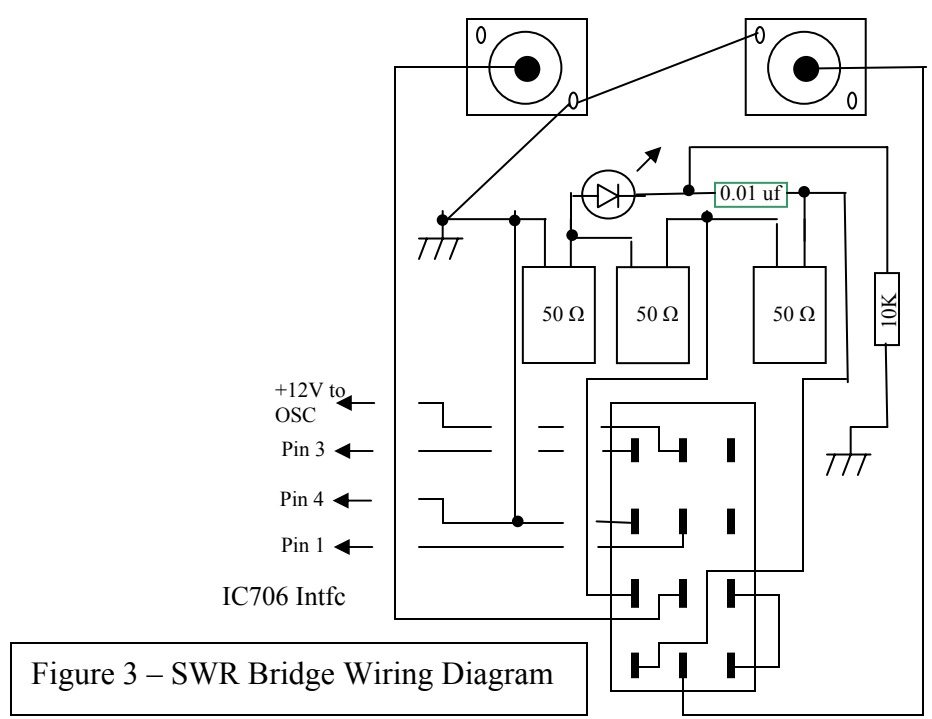 0.01 uf
50 Ω
50 Ω
50 Ω
10K
+12V to
OSC
Pin 3
Pin 4
Pin 1
IC706 Intfc
Figure 3 – SWR Bridge Wiring Diagram